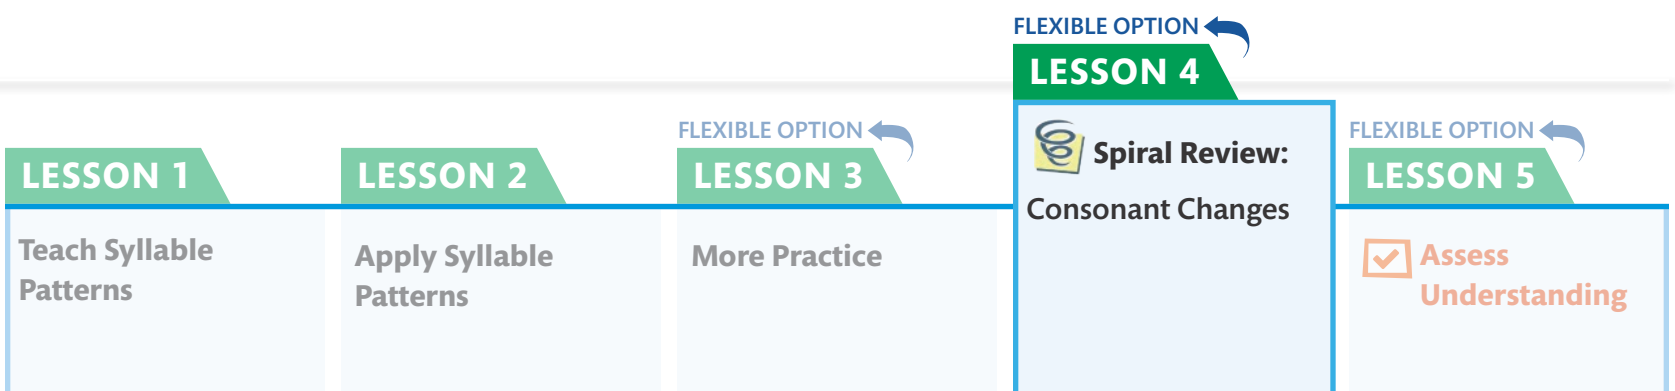 LESSON 1
Teach Syllable
Patterns
LESSON 2
Apply Syllable
Patterns
FLEXIBLE OPTION
LESSON 3
More Practice
FLEXIBLE OPTION
LESSON 4
Spiral Review:
Consonant Changes
FLEXIBLE OPTION
LESSON 5
Assess
Understanding